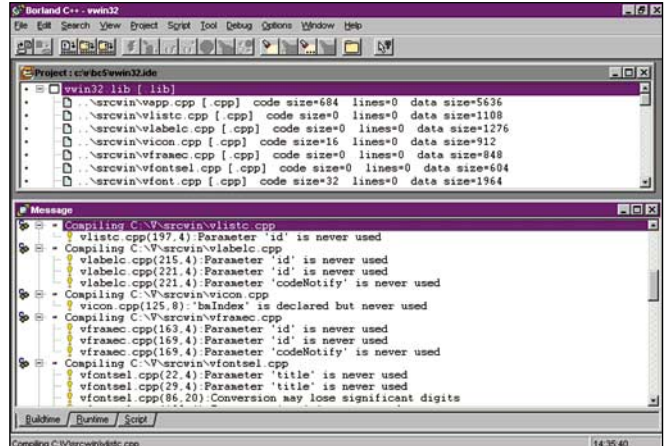 Borland C++ - vwin32
File Edit Search View Project Script Tool Debug Options Window Help
Project : c:\v\bc5\vwin32.ide
vwin32.lib [.lib]
..\srcwin\vapp.cpp [.cpp] code size=684 lines=0 data size=5636
..\srcwin\vlistc.cpp [.cpp] code size=0 lines=0 data size=1108
..\srcwin\vlabelc.cpp [.cpp] code size=0 lines=0 data size=1276
..\srcwin\vicon.cpp [.cpp] code size=16 lines=0 data size=912
..\srcwin\vframec.cpp [.cpp] code size=0 lines=0 data size=848
..\srcwin\vfontsel.cpp [.cpp] code size=0 lines=0 data size=604
..\srcwin\vfont.cpp [.cpp] code size=32 lines=0 data size=1964
Message
Compiling C:\V\srcwin\vlistc.cpp
vlistc.cpp(197,4):Parameter 'id' is never used
Compiling C:\V\srcwin\vlabelc.cpp
vlabelc.cpp(215,4):Parameter 'id' is never used
vlabelc.cpp(221,4):Parameter 'id' is never used
vlabelc.cpp(221,4):Parameter 'codeNotify' is never used
Compiling C:\V\srcwin\vicon.cpp
vicon.cpp(125,8):'bmIndex' is declared but never used
Compiling C:\V\srcwin\vframec.cpp
vframec.cpp(163,4):Parameter 'id' is never used
vframec.cpp(169,4):Parameter 'id' is never used
vframec.cpp(169,4):Parameter 'codeNotify' is never used
Compiling C:\V\srcwin\vfontsel.cpp
vfontsel.cpp(22,4):Parameter 'title' is never used
vfontsel.cpp(29,4):Parameter 'title' is never used
vfontsel.cpp(86,20):Conversion may lose significant digits
Buildtime Runtime Script
Compiling C:\V\srcwin\vlistc.cpp 14:35:40